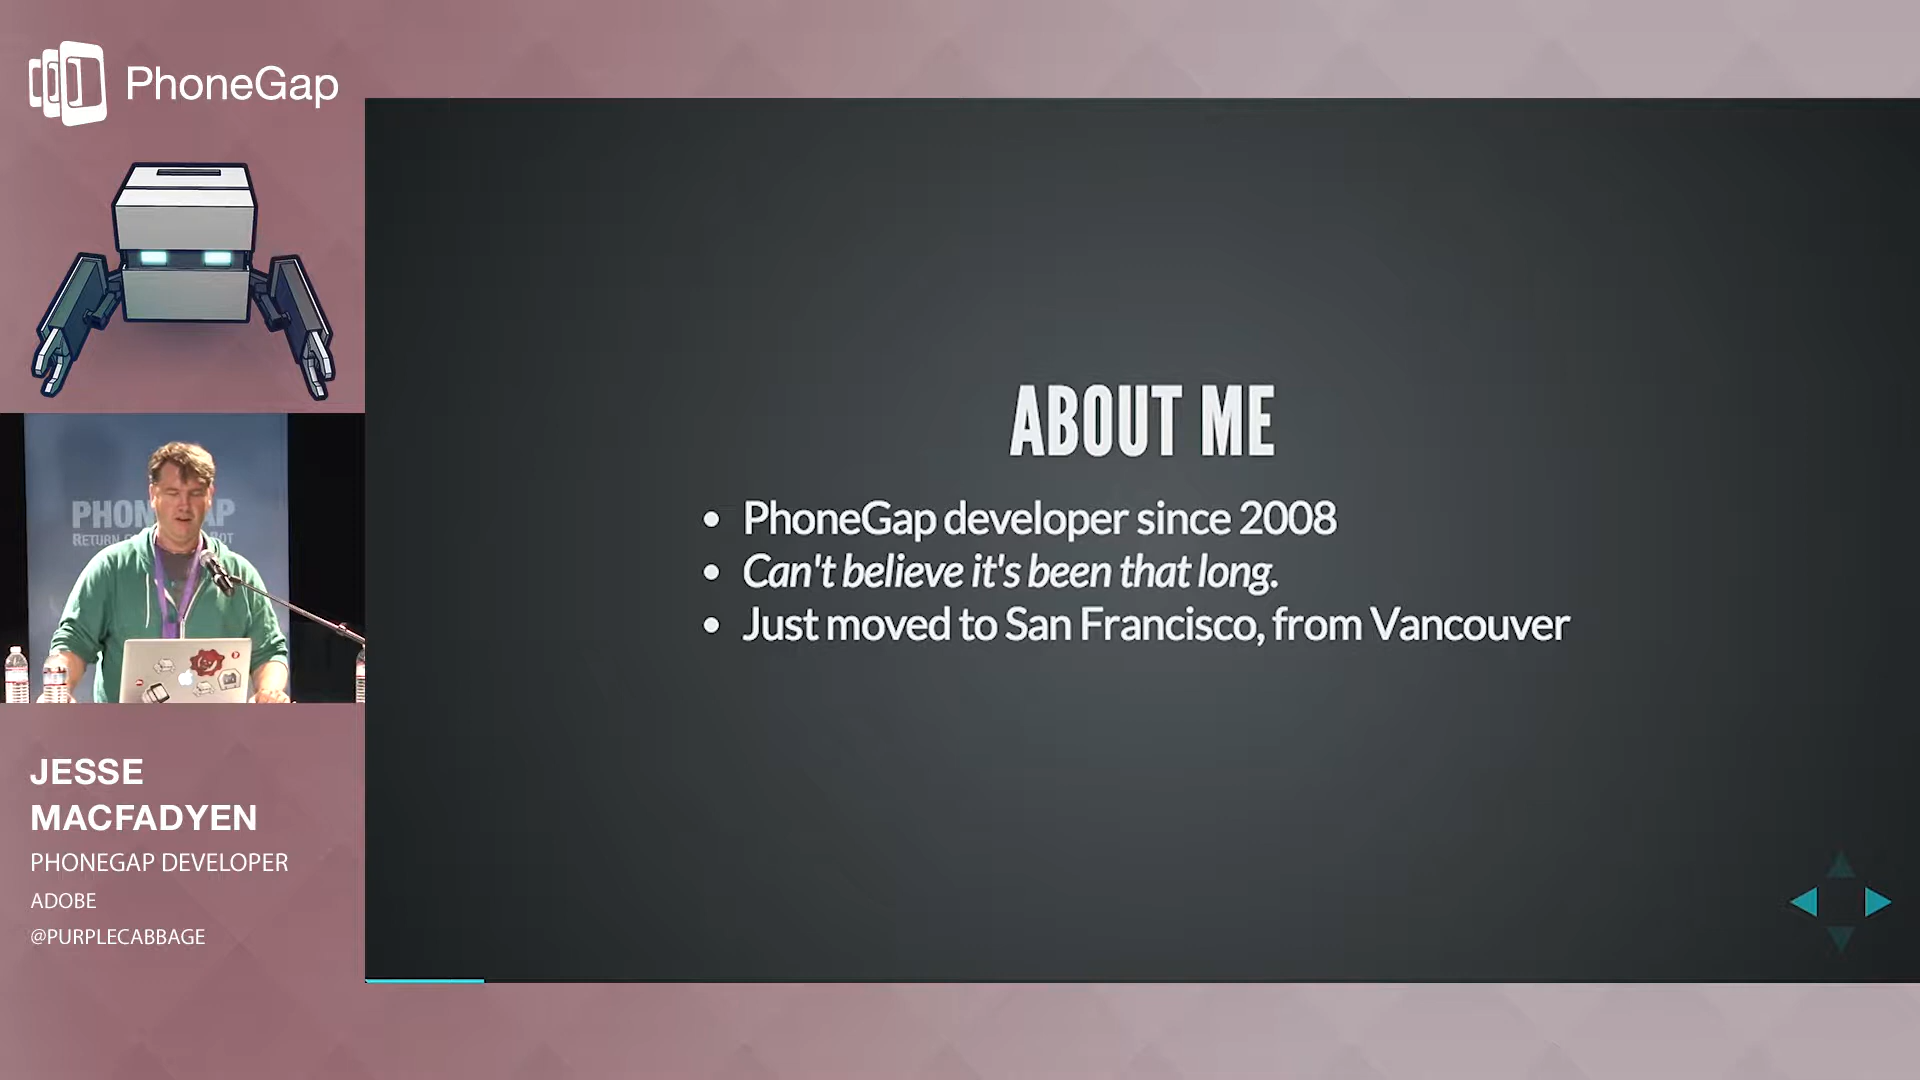 PhoneGap
ABOUT ME
• PhoneGap developer since 2008
• Can't believe it's been that long.
• Just moved to San Francisco, from Vancouver
JESSE
MACFADYEN
PHONEGAP DEVELOPER
ADOBE
@PURPLECABBAGE